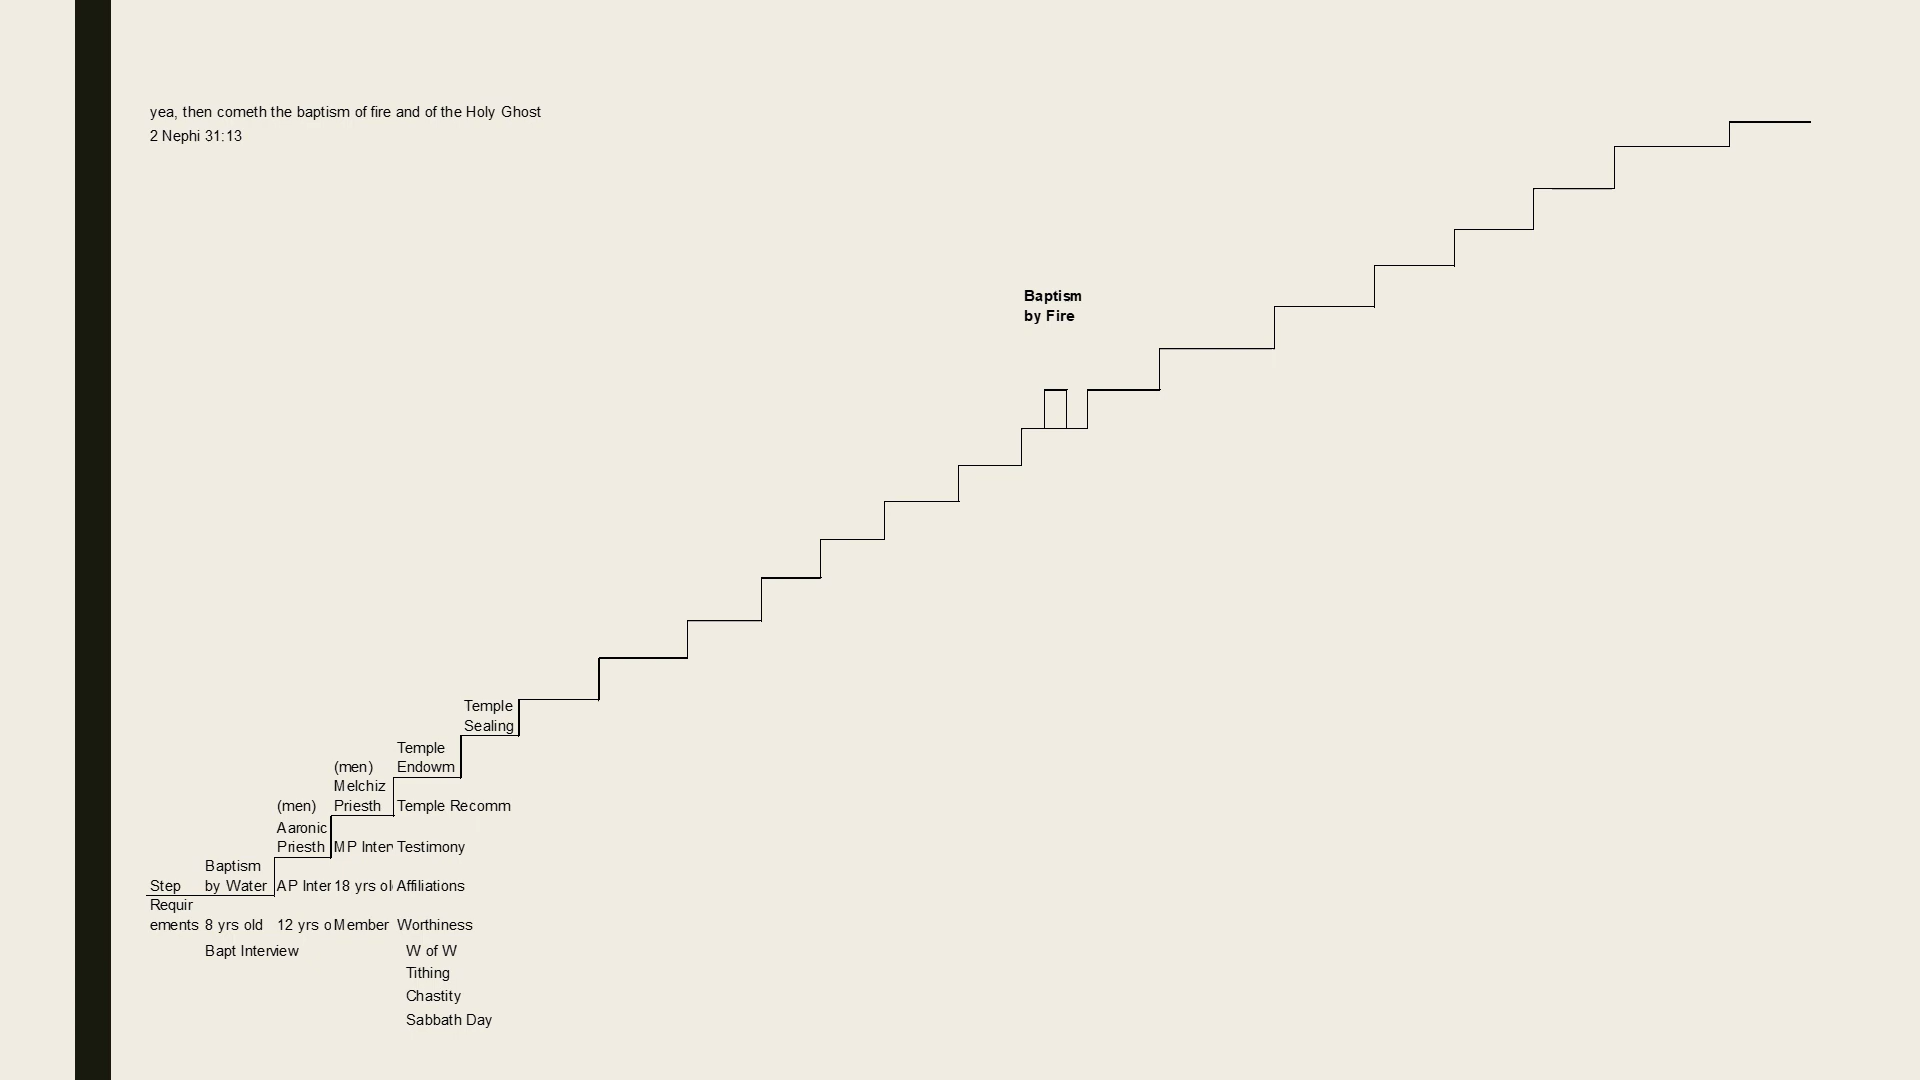 yea, then cometh the baptism of fire and of the Holy Ghost
2 Nephi 31:13
Baptism
by Fire
Temple
Sealing
Temple
Endowm
(men)
Melchiz
Priesth
Temple Recomm
(men)
Aaronic
Priesth
MP Inter
Testimony
Baptism
by Water
Step
AP Inter
18 yrs ol
Affiliations
Requir
ements
8 yrs old
12 yrs o
Member
Worthiness
Bapt Interview
W of W
Tithing
Chastity
Sabbath Day